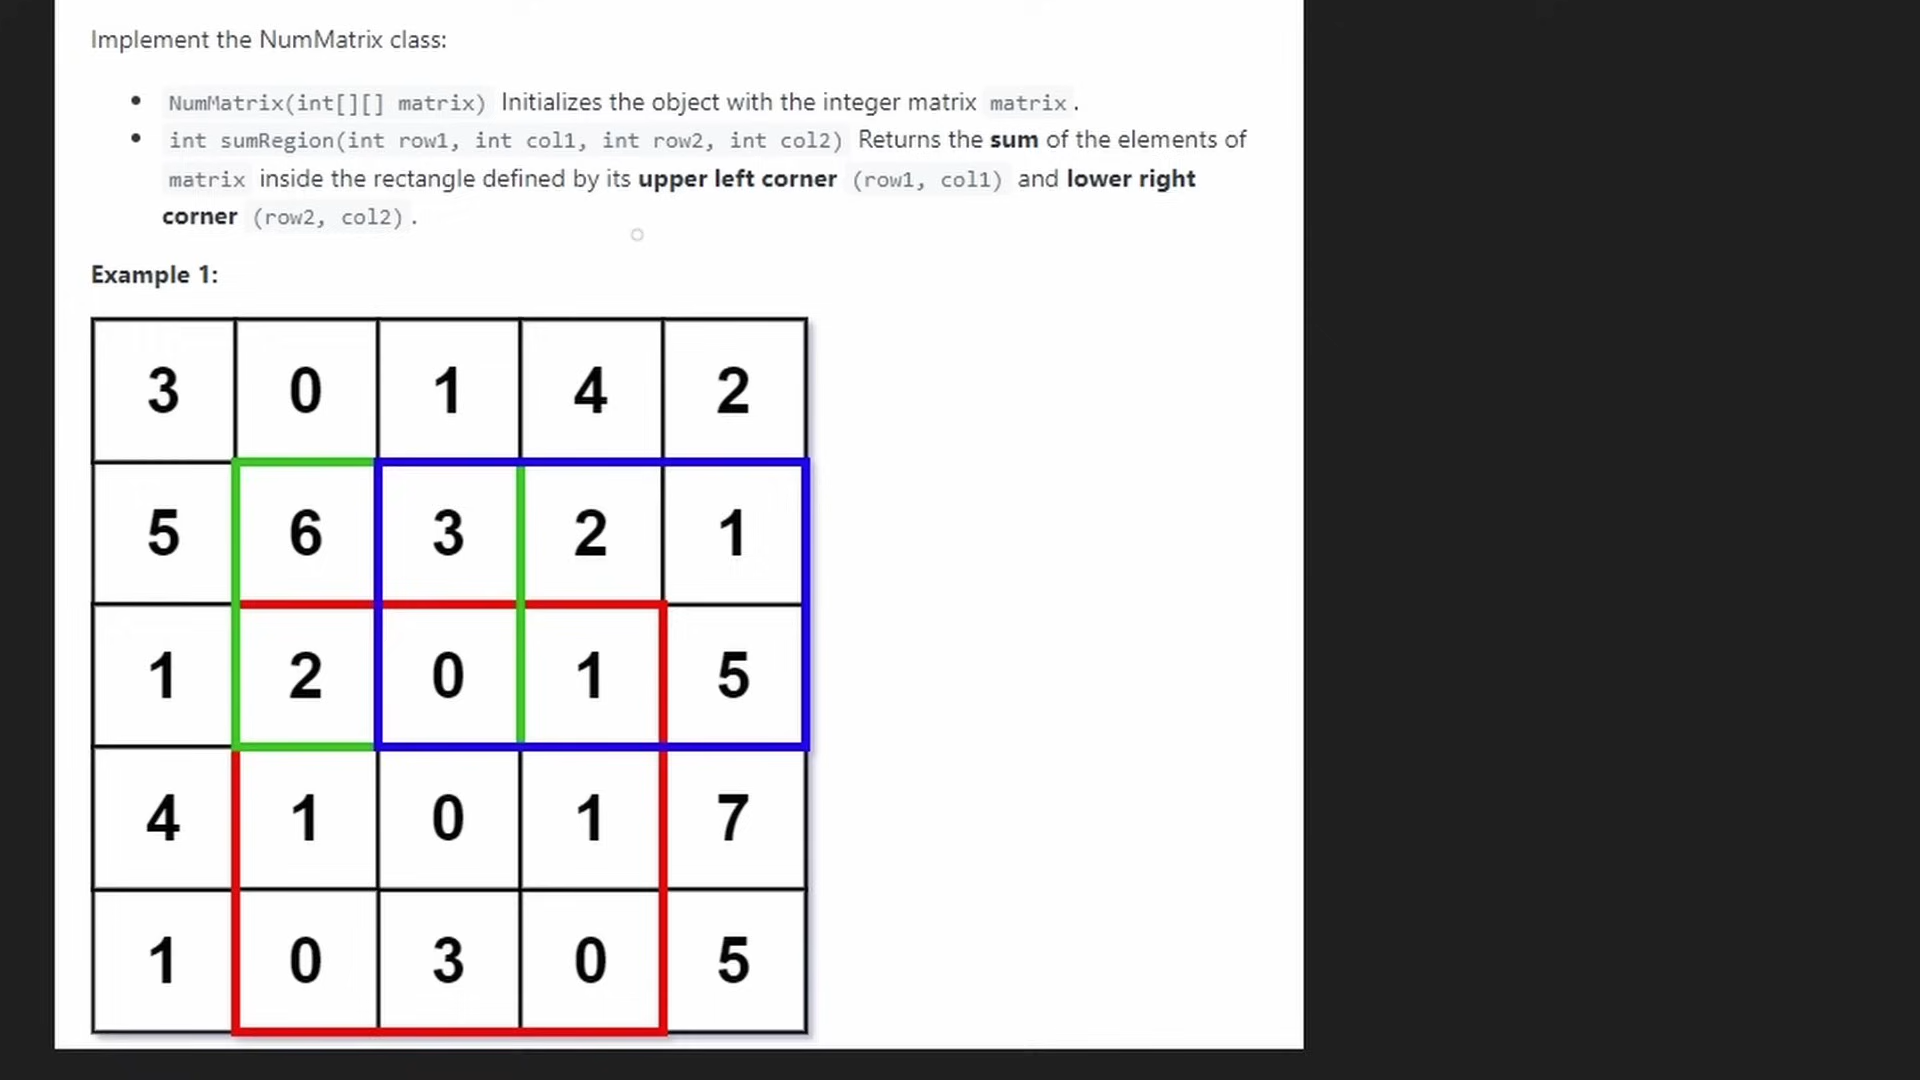 Implement the NumMatrix class:
• NumMatrix(int[][] matrix) Initializes the object with the integer matrix matrix.
• int sumRegion(int row1, int col1, int row2, int col2) Returns the sum of the elements of
matrix inside the rectangle defined by its upper left corner (row1, col1) and lower right
corner (row2, col2).
Example 1:
3 0 1 4 2
5 6 3 2 1
1 2 0 1 5
4 1 0 1 7
1 0 3 0 5